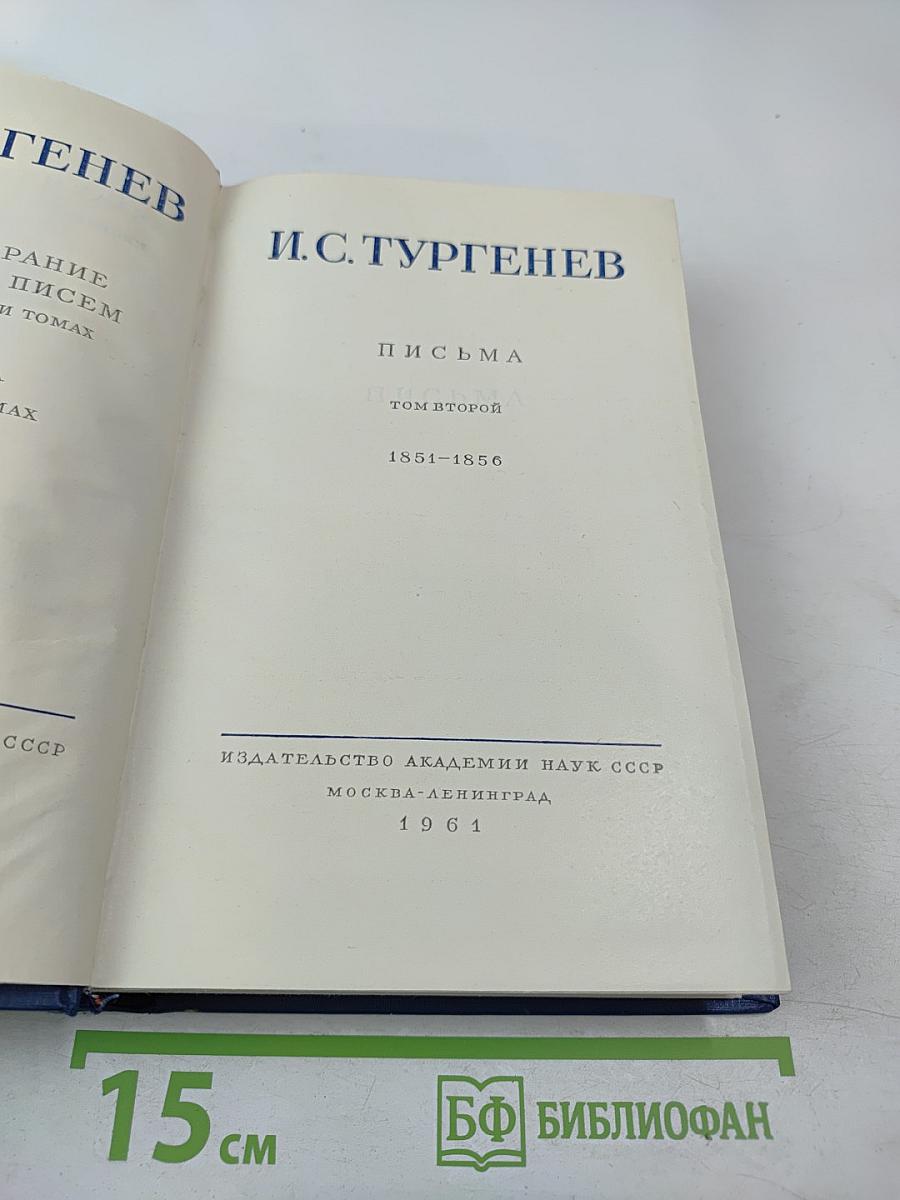 ГЕНЕВ
РАНИЕ
ПИСЕМ
И ТОМАХ
МАХ
СССР
И.С.ТУРГЕНЕВ
ПИСЬМА
ТОМ ВТОРОЙ
1851–1856
ИЗДАТЕЛЬСТВО АКАДЕМИИ НАУК СССР
МОСКВА-ЛЕНИНГРАД
1961
15 см
БФ БИБЛИОФАН